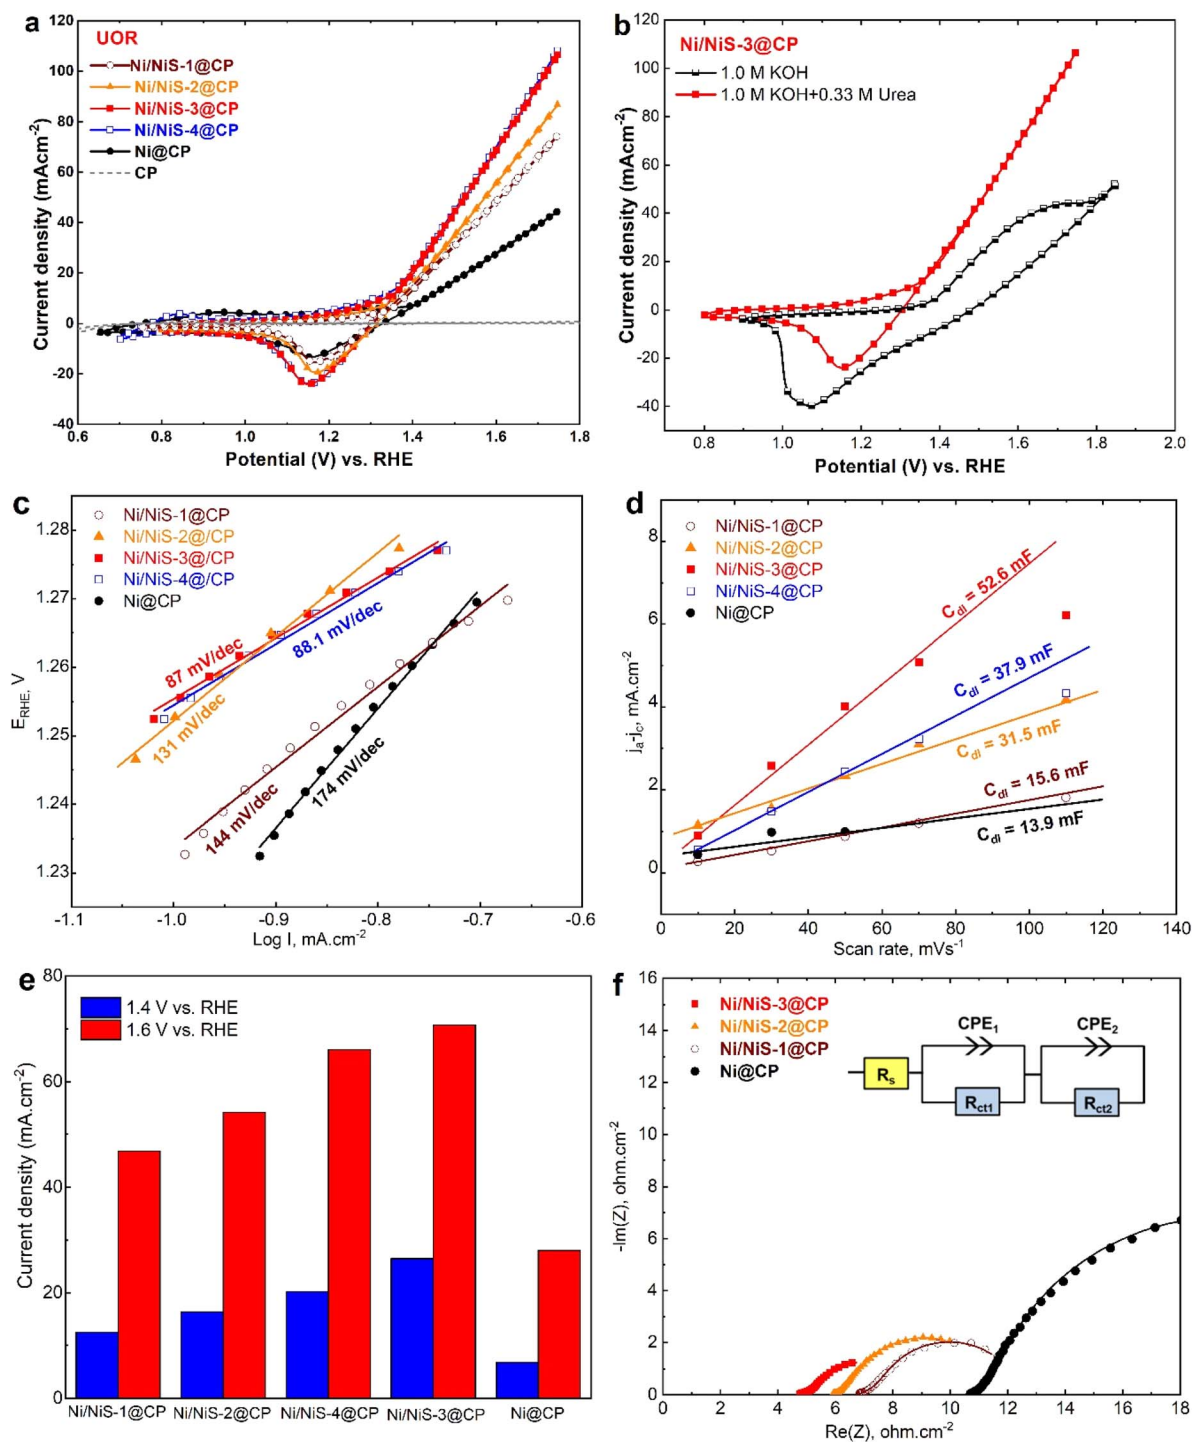 a
UOR
Ni/NiS-1@CP
Ni/NiS-2@CP
Ni/NiS-3@CP
Ni/NiS-4@CP
Ni@CP
CP
120
100
80
60
40
20
0
-20
-40
0.6 0.8 1.0 1.2 1.4 1.6 1.8
Current density (mAcm⁻²)
Potential (V) vs. RHE
b
Ni/NiS-3@CP
1.0 M KOH
1.0 M KOH+0.33 M Urea
120
100
80
60
40
20
0
-20
-40
0.8 1.0 1.2 1.4 1.6 1.8 2.0
Current density (mAcm⁻²)
Potential (V) vs. RHE
c
Ni/NiS-1@CP
Ni/NiS-2@/CP
Ni/NiS-3@/CP
Ni/NiS-4@/CP
Ni@CP
87 mV/dec
88.1 mV/dec
131 mV/dec
144 mV/dec
174 mV/dec
1.28
1.27
1.26
1.25
1.24
1.23
-1.1 -1.0 -0.9 -0.8 -0.7 -0.6
E_RHE, V
Log I, mA.cm⁻²
d
Ni/NiS-1@CP
Ni/NiS-2@CP
Ni/NiS-3@CP
Ni/NiS-4@CP
Ni@CP
C_dl = 52.6 mF
C_dl = 37.9 mF
C_dl = 31.5 mF
C_dl = 15.6 mF
C_dl = 13.9 mF
8
6
4
2
0
0 20 40 60 80 100 120 140
j_a-j_c, mA.cm⁻²
Scan rate, mVs⁻¹
e
1.4 V vs. RHE
1.6 V vs. RHE
80
60
40
20
0
Ni/NiS-1@CP Ni/NiS-2@CP Ni/NiS-4@CP Ni/NiS-3@CP Ni@CP
Current density (mA.cm⁻²)
f
Ni/NiS-3@CP
Ni/NiS-2@CP
Ni/NiS-1@CP
Ni@CP
CPE₁ CPE₂
R_s
R_ct1 R_ct2
16
14
12
10
8
6
4
2
0
0 2 4 6 8 10 12 14 16 18
-Im(Z), ohm.cm⁻²
Re(Z), ohm.cm⁻²